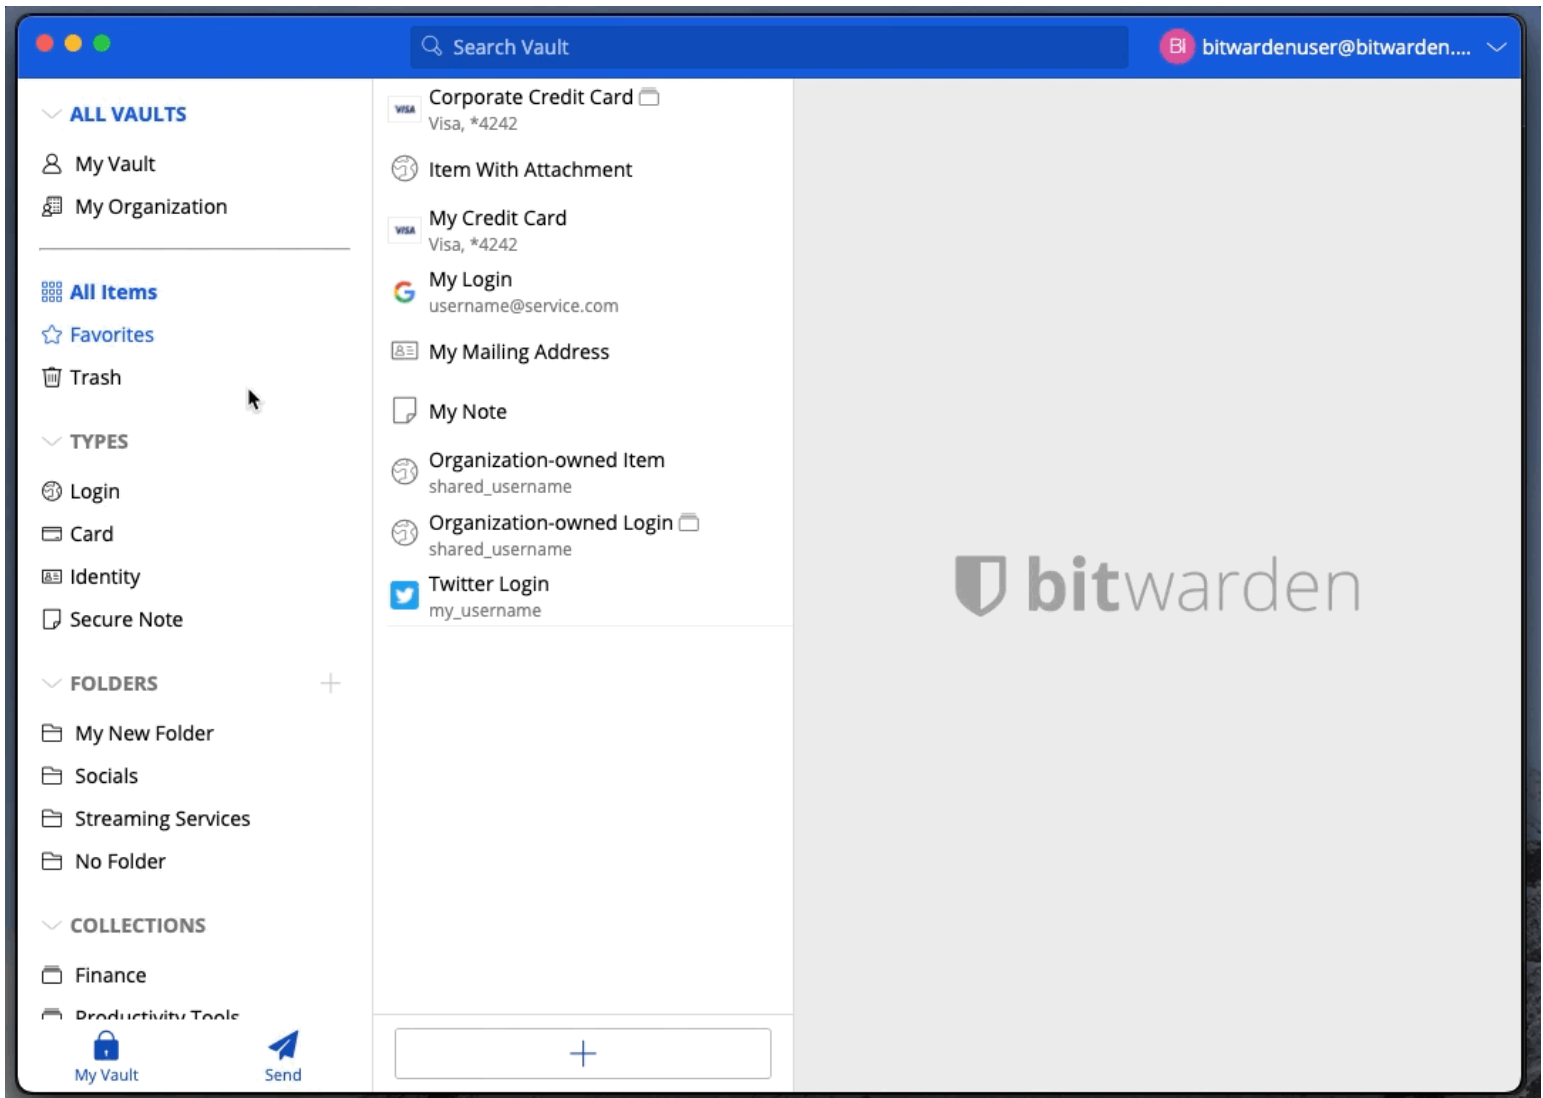 Search Vault
BI bitwardenuser@bitwarden....
ALL VAULTS
My Vault
My Organization
All Items
Favorites
Trash
TYPES
Login
Card
Identity
Secure Note
FOLDERS
My New Folder
Socials
Streaming Services
No Folder
COLLECTIONS
Finance
Productivity Tools
My Vault
Send
VISA
Corporate Credit Card
Visa, *4242
Item With Attachment
VISA
My Credit Card
Visa, *4242
G
My Login
username@service.com
My Mailing Address
My Note
Organization-owned Item
shared_username
Organization-owned Login
shared_username
Twitter Login
my_username
bitwarden